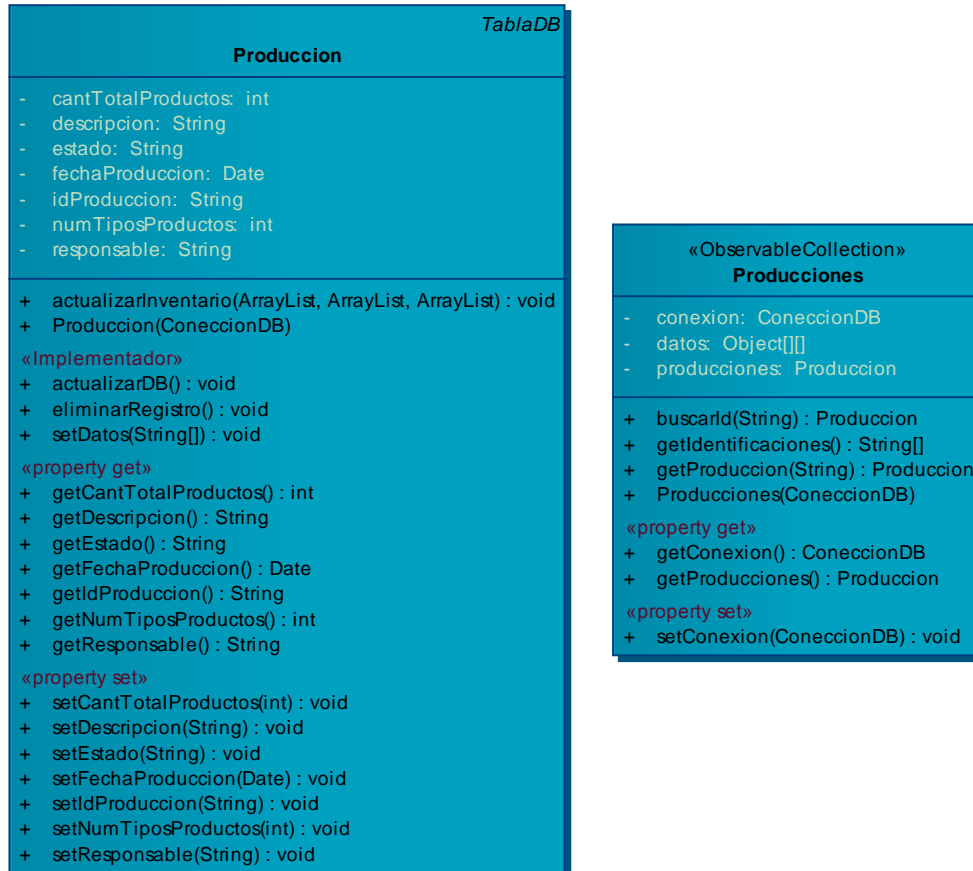 TablaDB
Produccion
- cantTotalProductos: int
- descripcion: String
- estado: String
- fechaProduccion: Date
- idProduccion: String
- numTiposProductos: int
- responsable: String
+ actualizarInventario(ArrayList, ArrayList, ArrayList) : void
+ Produccion(ConeccionDB)
«Implementador»
+ actualizarDB() : void
+ eliminarRegistro() : void
+ setDatos(String[]) : void
«property get»
+ getCantTotalProductos() : int
+ getDescripcion() : String
+ getEstado() : String
+ getFechaProduccion() : Date
+ getIdProduccion() : String
+ getNumTiposProductos() : int
+ getResponsable() : String
«property set»
+ setCantTotalProductos(int) : void
+ setDescripcion(String) : void
+ setEstado(String) : void
+ setFechaProduccion(Date) : void
+ setIdProduccion(String) : void
+ setNumTiposProductos(int) : void
+ setResponsable(String) : void
«ObservableCollection»
Producciones
- conexion: ConeccionDB
- datos: Object[][]
- producciones: Produccion
+ buscarId(String) : Produccion
+ getIdentificaciones() : String[]
+ getProduccion(String) : Produccion
+ Producciones(ConeccionDB)
«property get»
+ getConexion() : ConeccionDB
+ getProducciones() : Produccion
«property set»
+ setConexion(ConeccionDB) : void